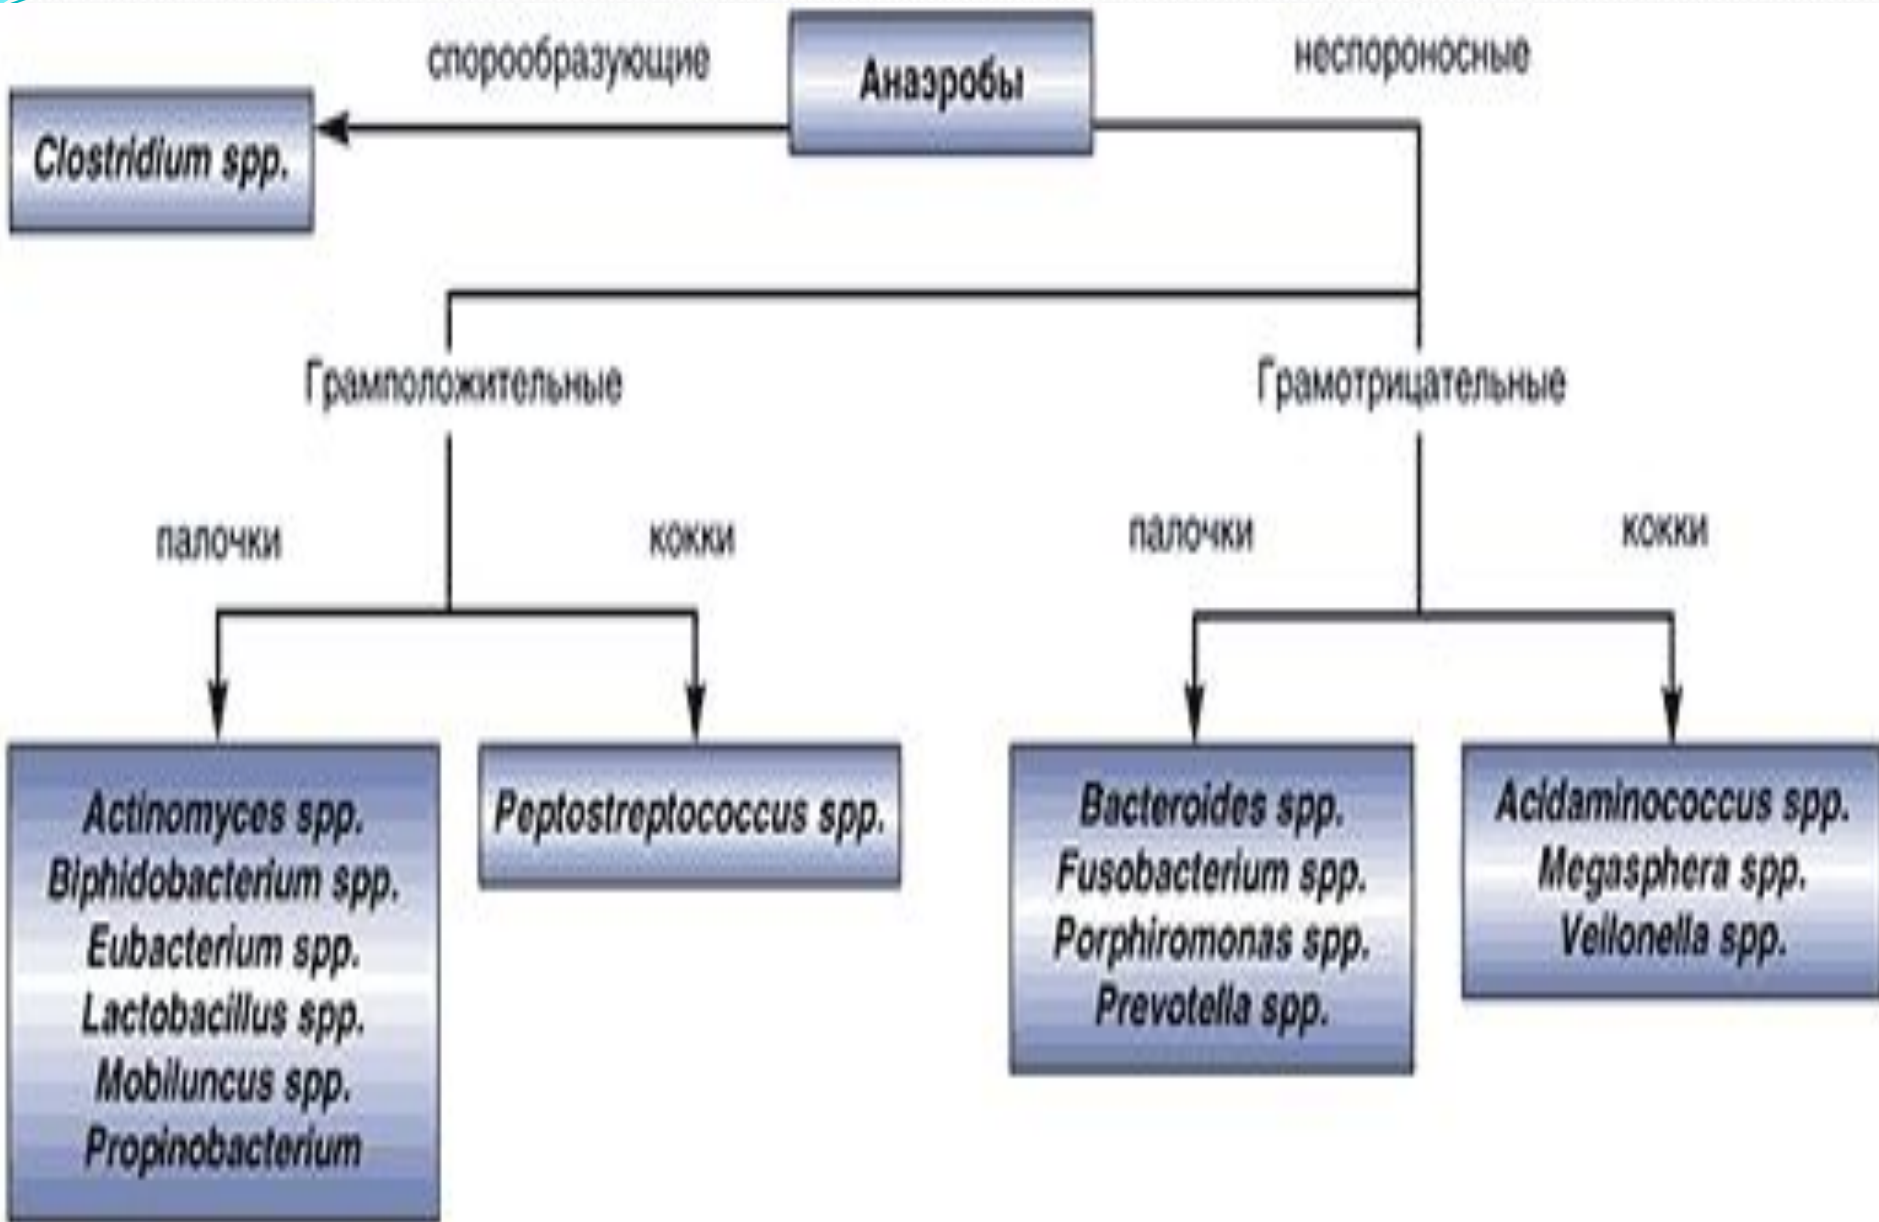 спорообразующие
Анаэробы
неспороносные
Clostridium spp.
Грамположительные
Грамотрицательные
палочки
кокки
палочки
кокки
Actinomyces spp.
Biphidobacterium spp.
Eubacterium spp.
Lactobacillus spp.
Mobiluncus spp.
Propinobacterium
Peptostreptococcus spp.
Bacteroides spp.
Fusobacterium spp.
Porphiromonas spp.
Prevotella spp.
Acidaminococcus spp.
Megasphera spp.
Veilonella spp.